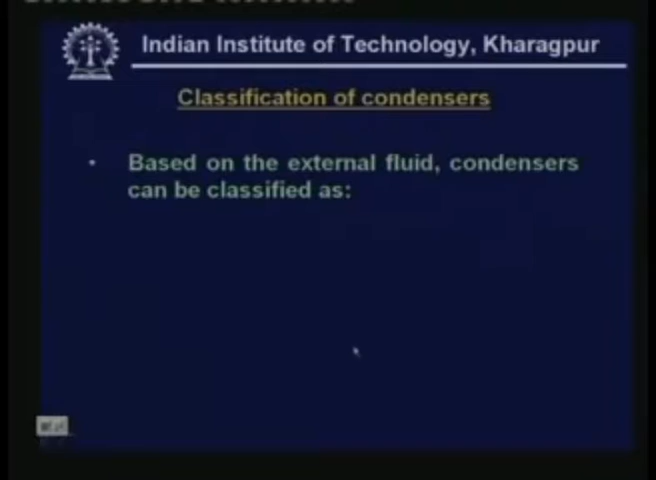 Indian Institute of Technology, Kharagpur
Classification of condensers
• Based on the external fluid, condensers
can be classified as: